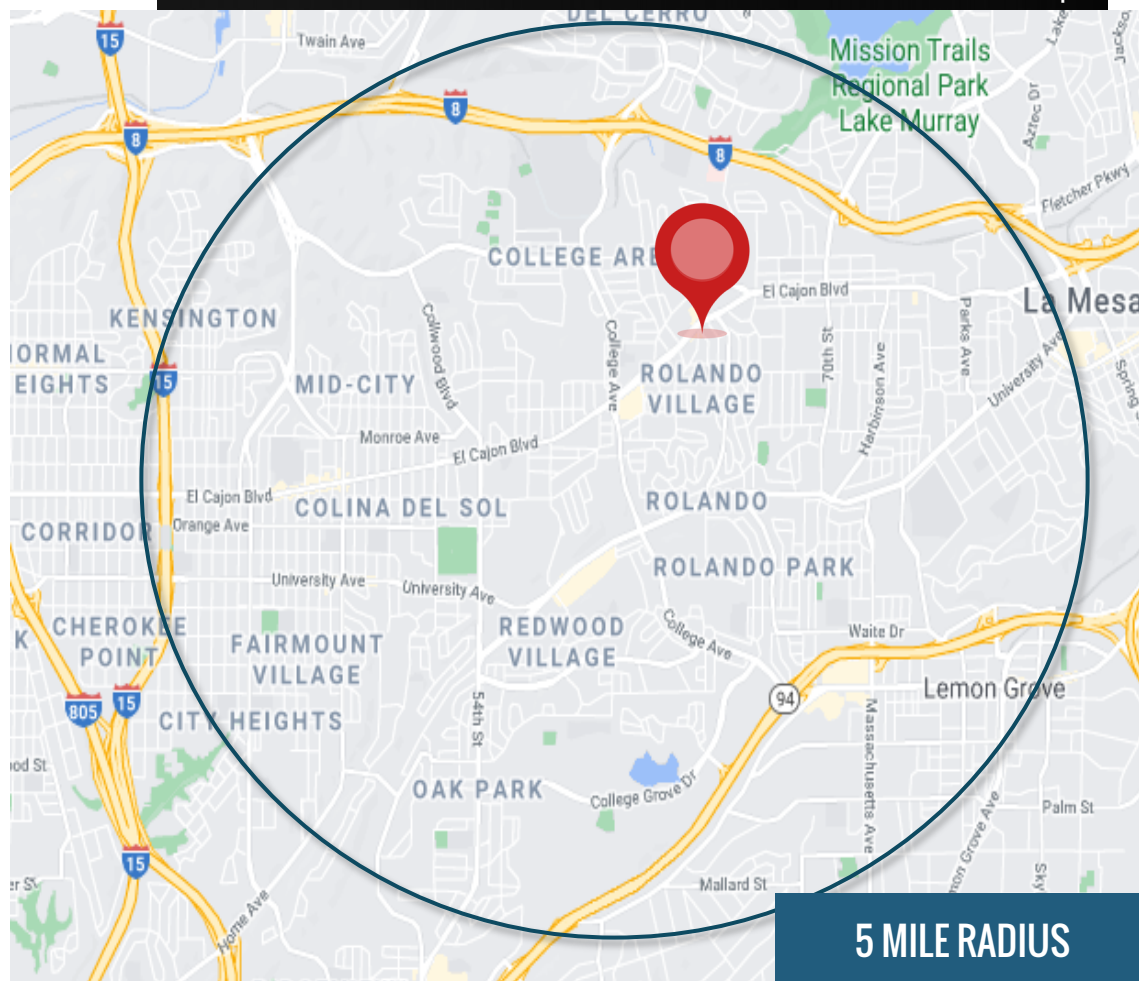 DEL CERRO
15
Twain Ave
Mission Trails
Regional Park
Lake Murray
Aztec Dr
8
8
8
Fletcher Pkwy
COLLEGE ARE
El Cajon Blvd
La Mesa
KENSINGTON
Collwood Blvd
College Ave
70th St
Parks Ave
University Ave
Harbinson Ave
15
MID-CITY
ROLANDO
VILLAGE
Monroe Ave
El Cajon Blvd
El Cajon Blvd
COLINA DEL SOL
ROLANDO
CORRIDOR
Orange Ave
ROLANDO PARK
University Ave
University Ave
CHEROKEE
POINT
FAIRMOUNT
VILLAGE
REDWOOD
VILLAGE
College Ave
Waite Dr
Lemon Grove
94
805
15
CITY HEIGHTS
54th St
Massachusetts Ave
OAK PARK
College Grove Dr
Palm St
15
Mallard St
Home Ave
5 MILE RADIUS